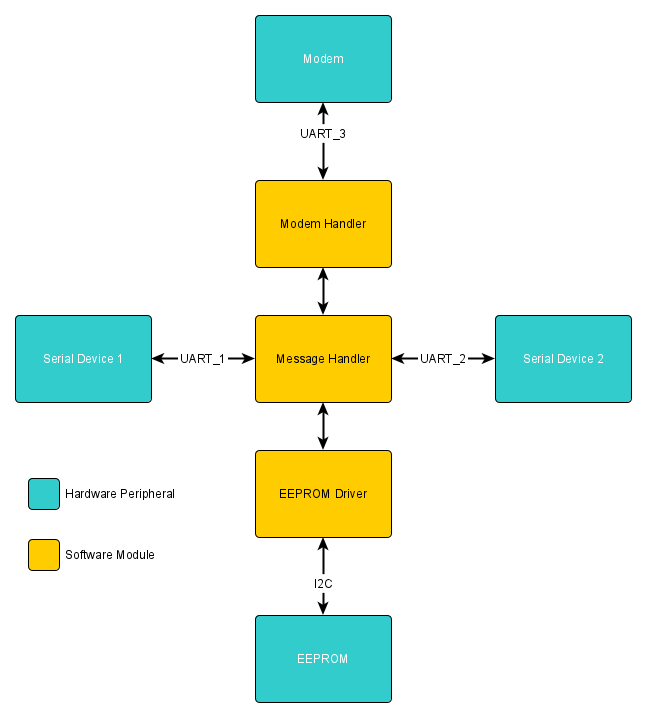 Modem
UART_3
Modem Handler
Serial Device 1
UART_1
Message Handler
UART_2
Serial Device 2
EEPROM Driver
Hardware Peripheral
Software Module
I2C
EEPROM